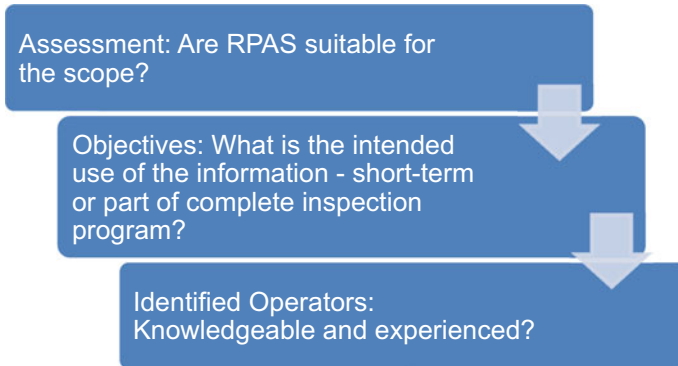 Assessment: Are RPAS suitable for
the scope?
Objectives: What is the intended
use of the information - short-term
or part of complete inspection
program?
Identified Operators:
Knowledgeable and experienced?